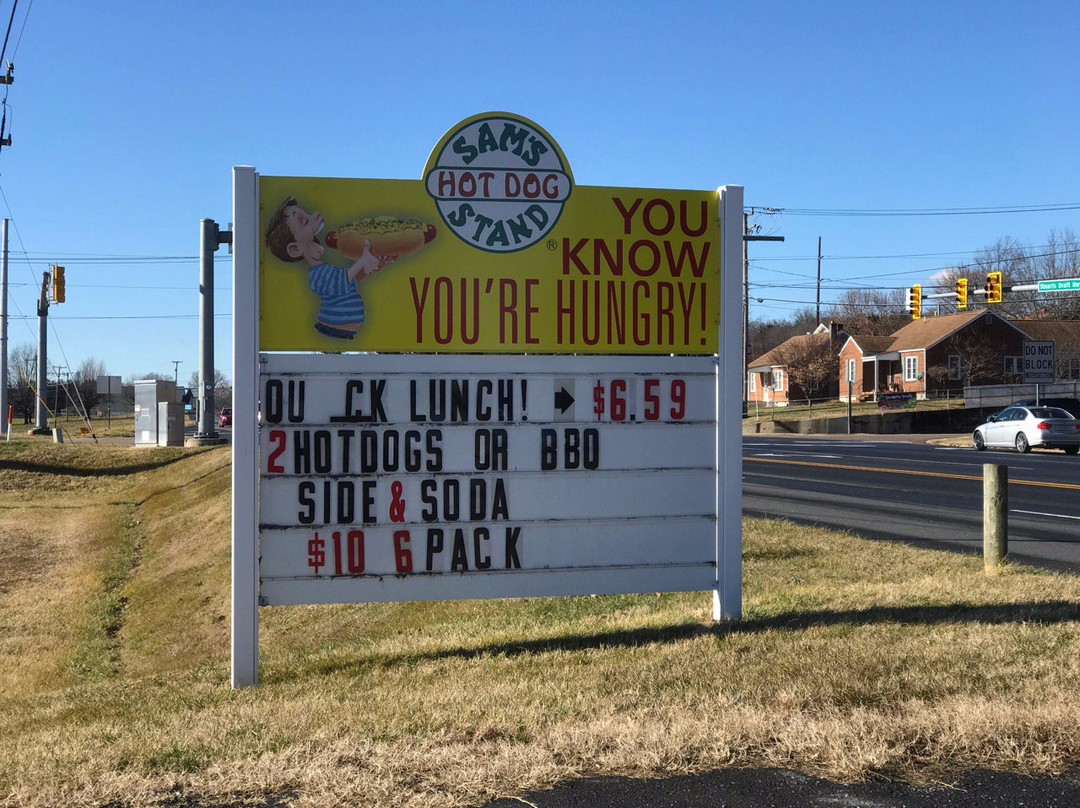 SAM'S
HOT DOG
STAND
®
YOU
KNOW
YOU'RE HUNGRY!
OU CK LUNCH! → $6.59
2 HOTDOGS OR BBQ
SIDE & SODA
$10 6 PACK
DO NOT
BLOCK